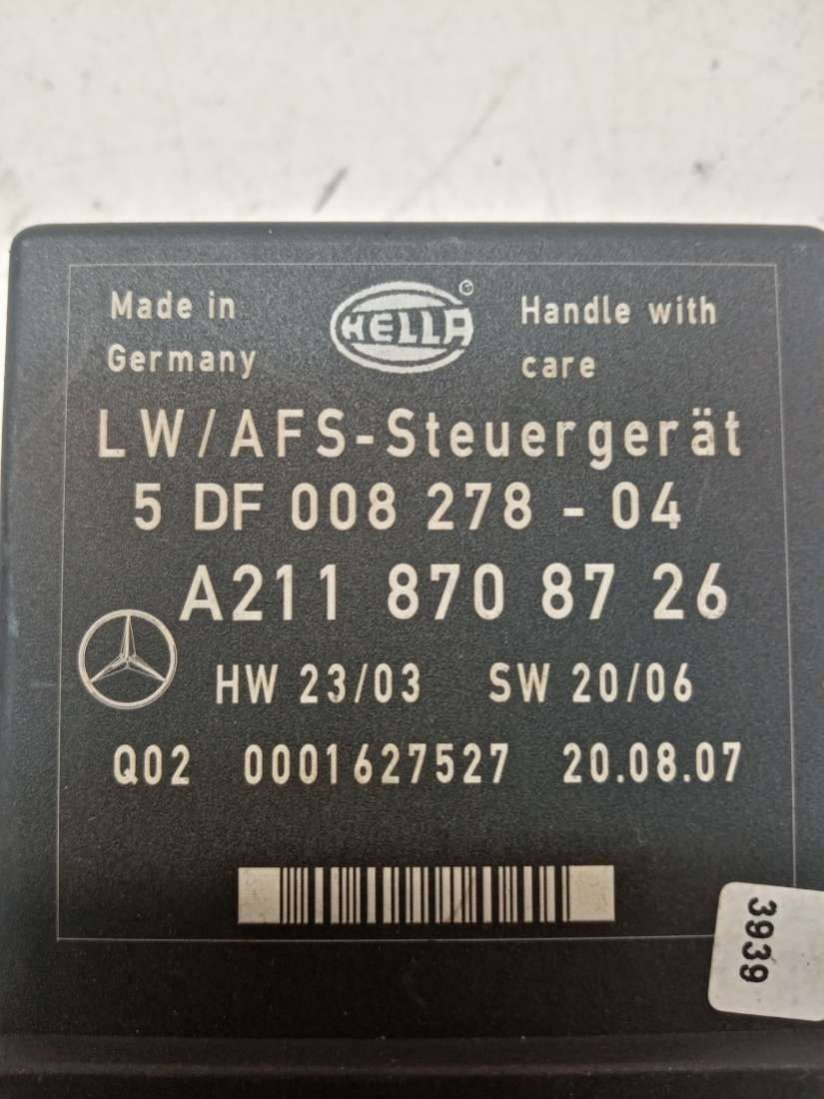 Made in
Germany
HELLA
Handle with
care
LW/AFS-Steuergerät
5 DF 008 278 - 04
A211 870 87 26
HW 23/03 SW 20/06
Q02 0001627527 20.08.07
3939